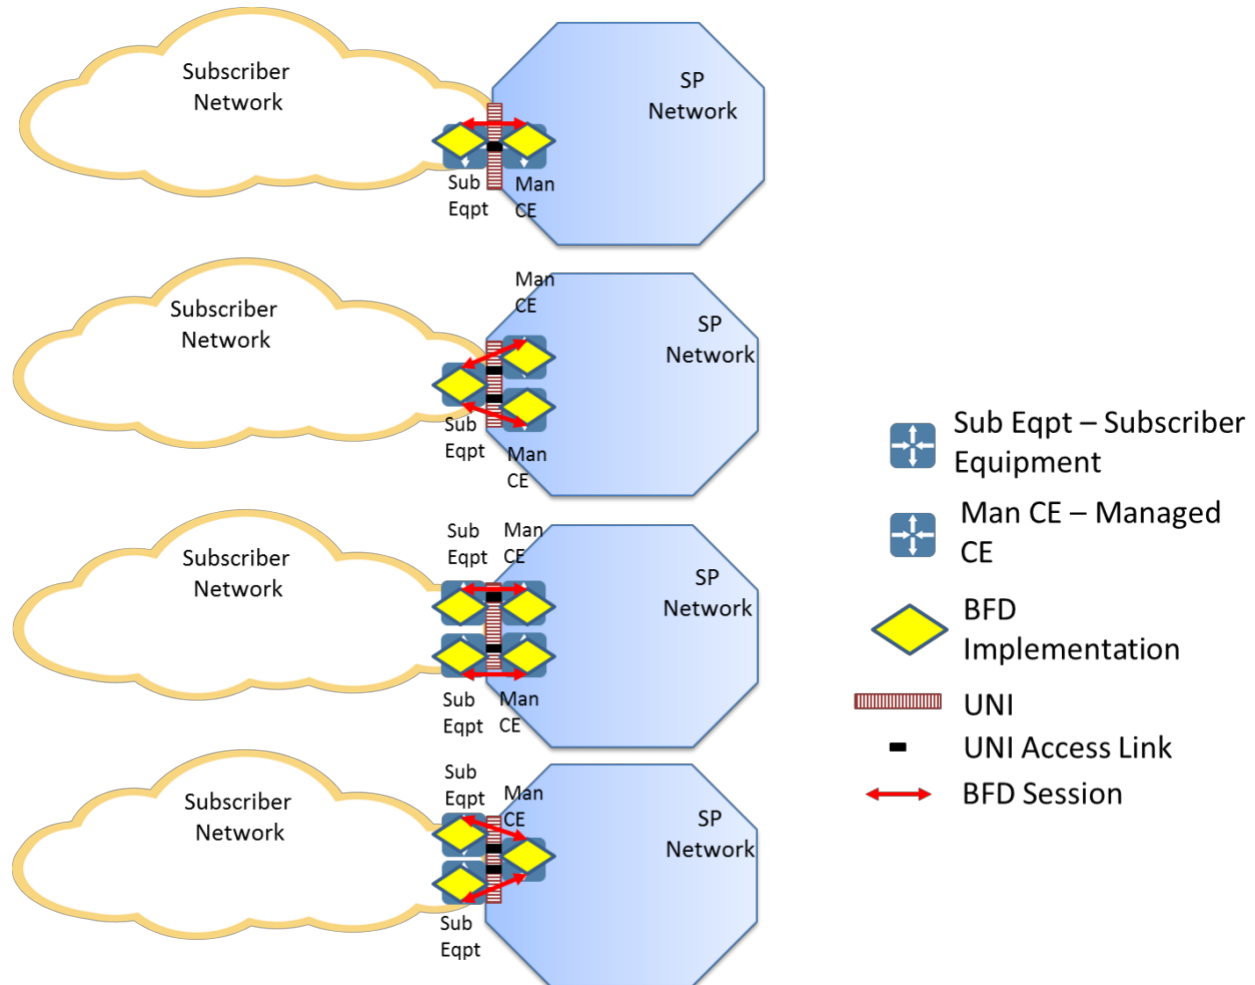 Subscriber
Network
SP
Network
Sub
Eqpt
Man
CE
Subscriber
Network
Man
CE
SP
Network
Sub
Eqpt
Man
CE
Subscriber
Network
Sub
Eqpt
Man
CE
SP
Network
Sub
Eqpt
Man
CE
Subscriber
Network
Sub
Eqpt
Man
CE
SP
Network
Sub
Eqpt
Sub Eqpt – Subscriber
Equipment
Man CE – Managed
CE
BFD
Implementation
UNI
UNI Access Link
BFD Session